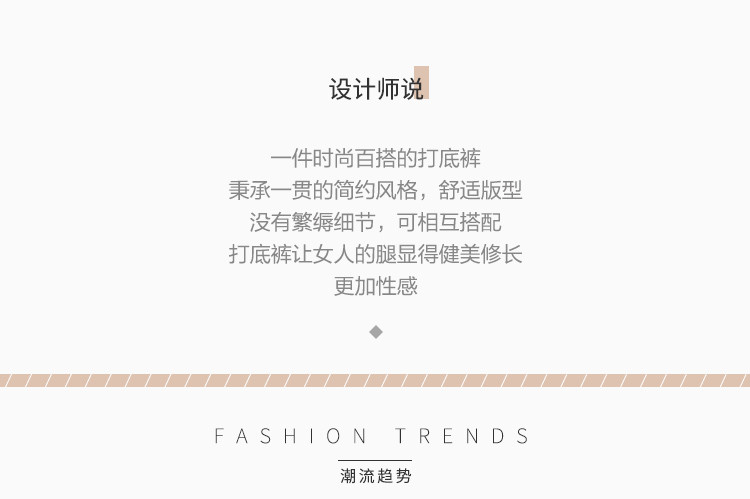 设计师说
一件时尚百搭的打底裤
秉承一贯的简约风格，舒适版型
没有繁缛细节，可相互搭配
打底裤让女人的腿显得健美修长
更加性感
FASHION TRENDS
潮流趋势